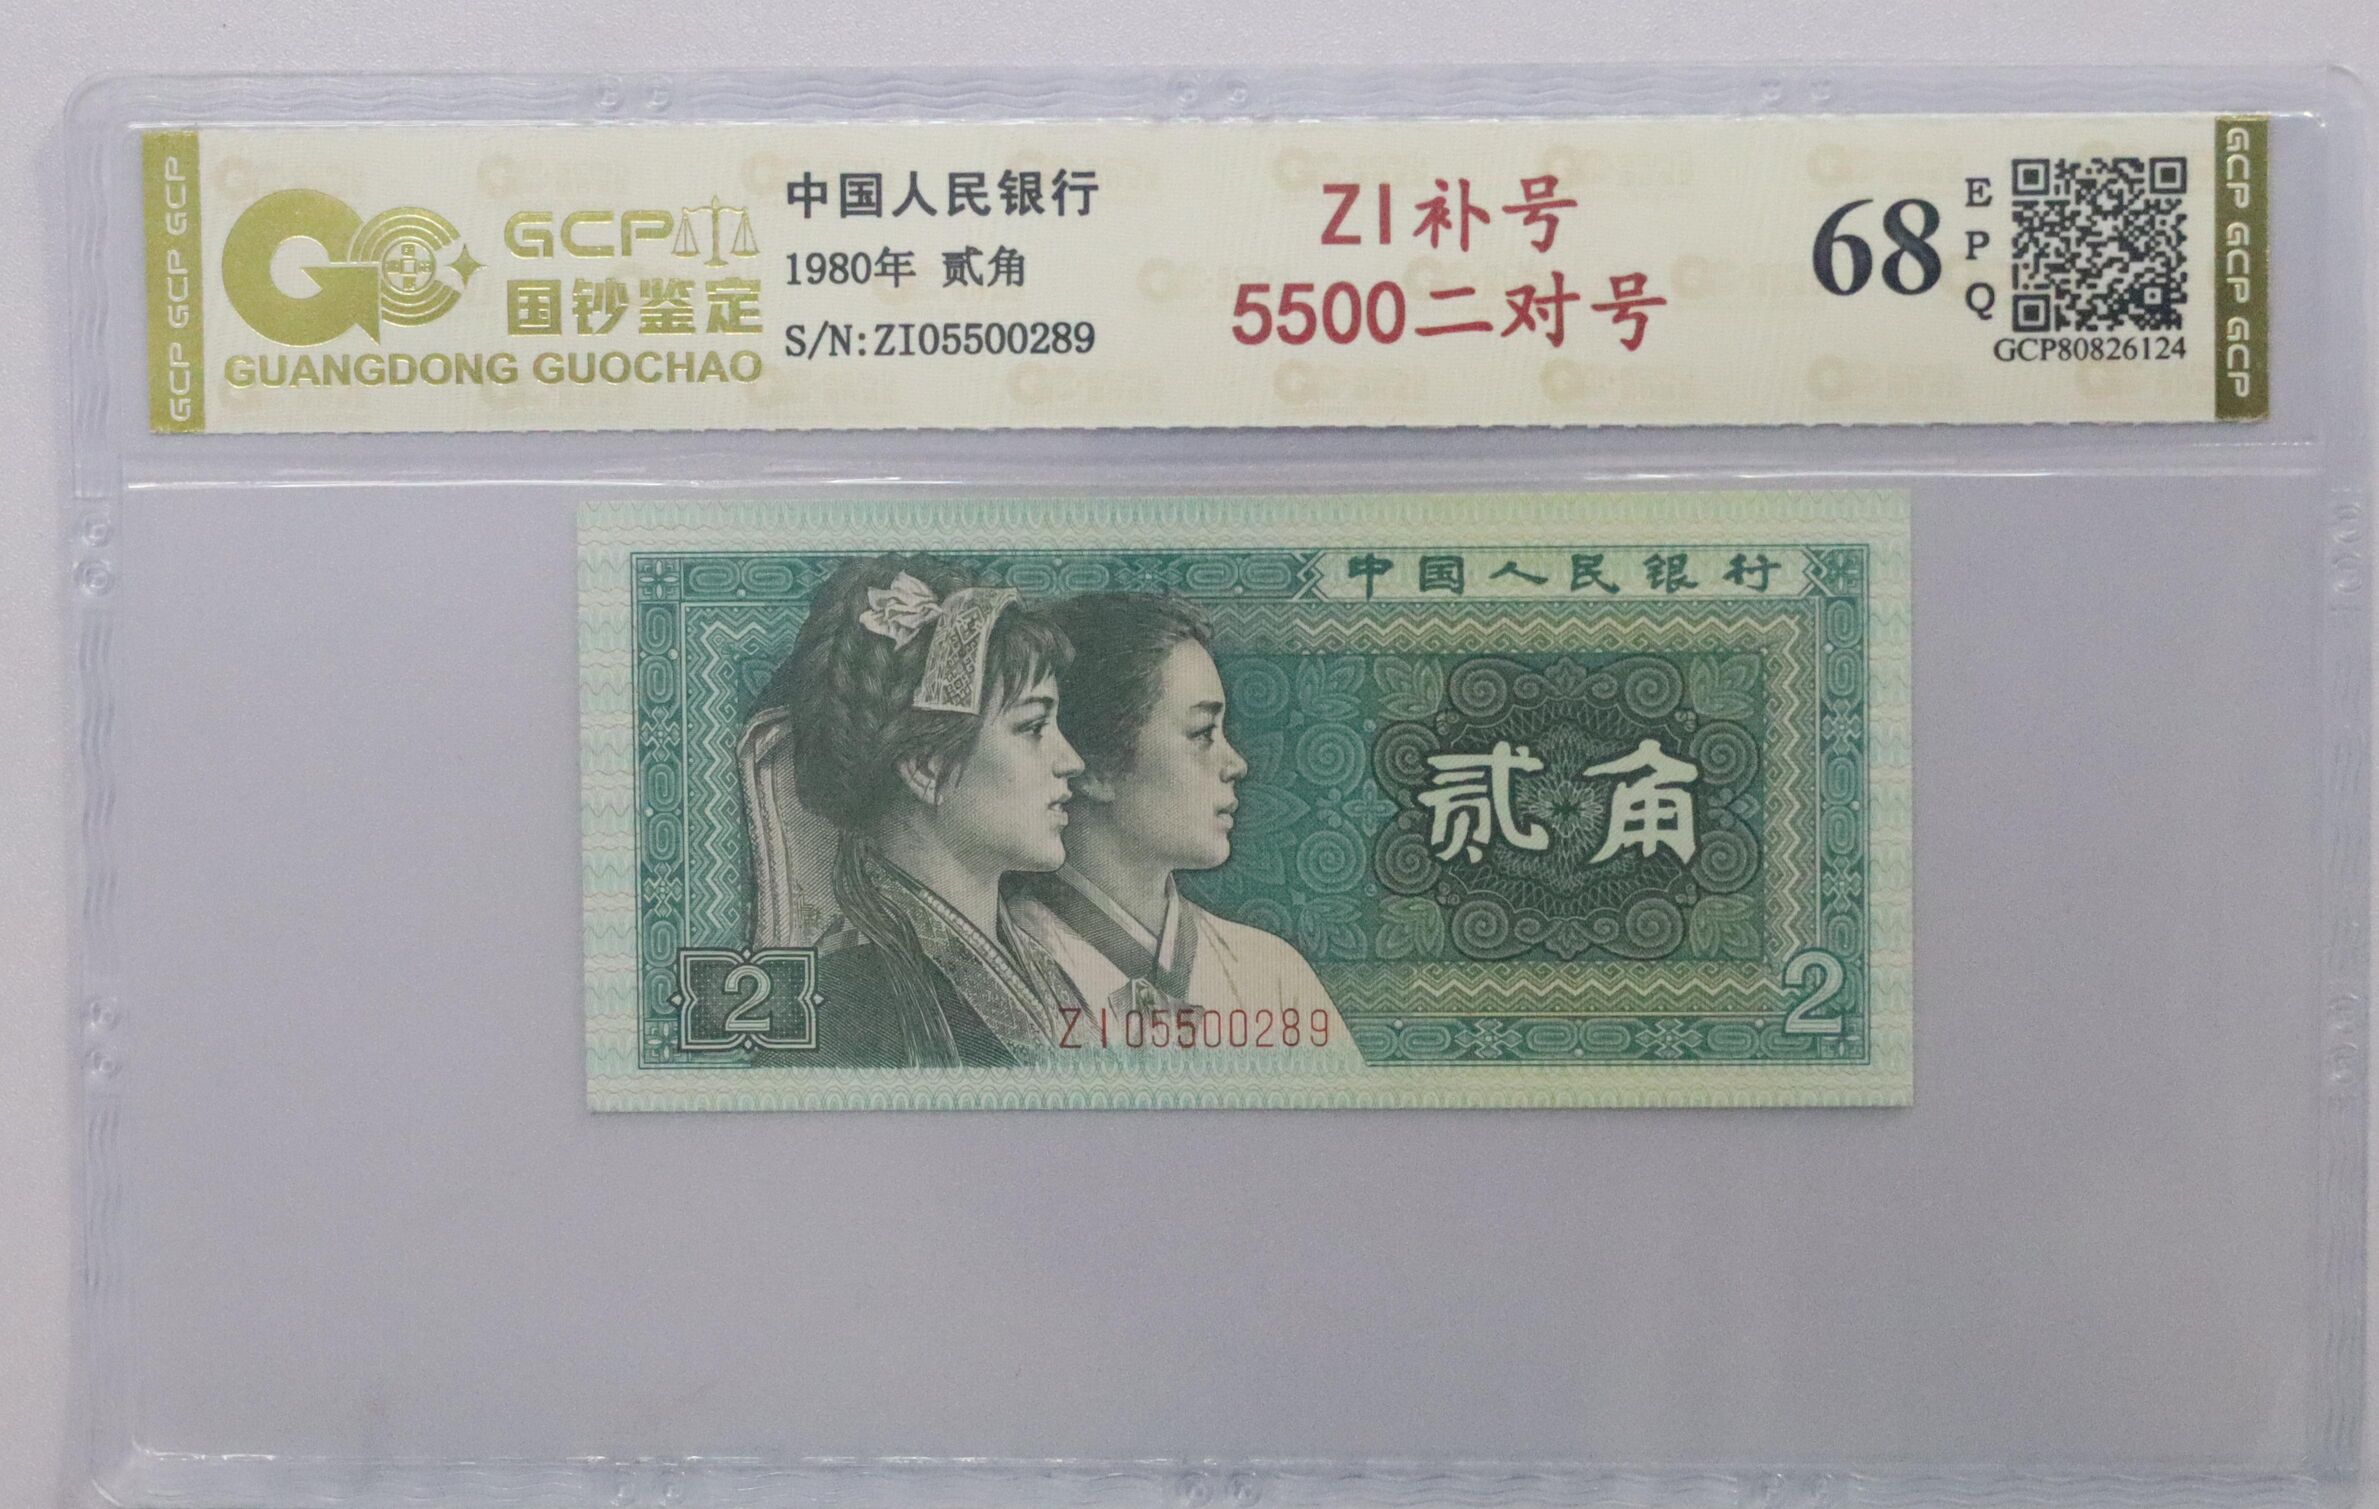 GCP GCP GCP GCP
GCP
国钞鉴定
GUANGDONG GUOCHAO
中国人民银行
1980年 贰角
S/N:ZI05500289
ZI补号
5500二对号
68
EPQ
GCP80826124
GCP GCP GCP GCP
中国人民银行
贰角
2
ZI05500289
2